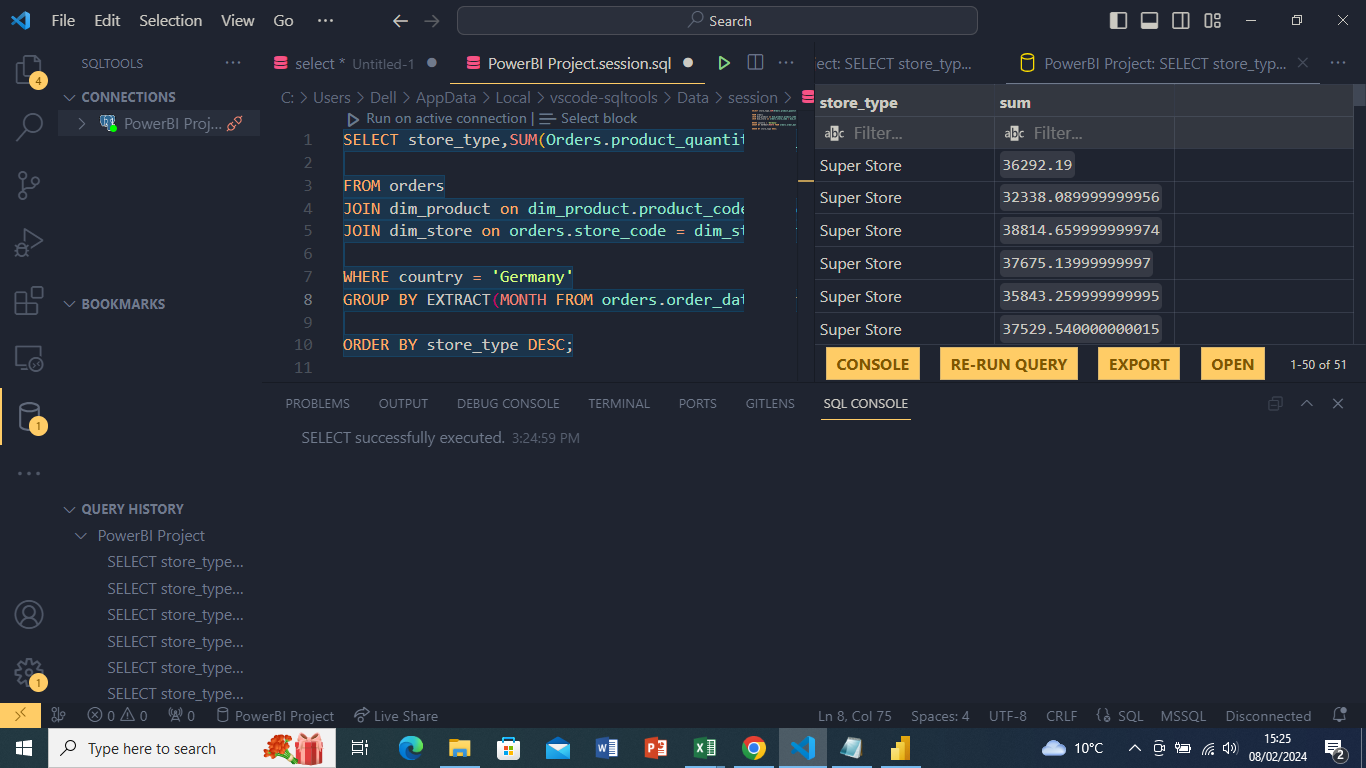 File Edit Selection View Go ··· Search
SQLTOOLS ···
CONNECTIONS
PowerBI Proj...
BOOKMARKS
QUERY HISTORY
PowerBI Project
SELECT store_type...
SELECT store_type...
SELECT store_type...
SELECT store_type...
SELECT store_type...
SELECT store_type...
4
1
1
select * Untitled-1
PowerBI Project.session.sql
C: > Users > Dell > AppData > Local > vscode-sqltools > Data > session >
Run on active connection | Select block
1 SELECT store_type,SUM(Orders.product_quantit
2
3 FROM orders
4 JOIN dim_product on dim_product.product_code
5 JOIN dim_store on orders.store_code = dim_st
6
7 WHERE country = 'Germany'
8 GROUP BY EXTRACT(MONTH FROM orders.order_dat
9
10 ORDER BY store_type DESC;
11
ect: SELECT store_typ...
PowerBI Project: SELECT store_typ...
store_type sum
abc Filter... abc Filter...
Super Store 36292.19
Super Store 32338.089999999956
Super Store 38814.659999999974
Super Store 37675.13999999997
Super Store 35843.259999999995
Super Store 37529.540000000015
CONSOLE RE-RUN QUERY EXPORT OPEN 1-50 of 51
PROBLEMS OUTPUT DEBUG CONSOLE TERMINAL PORTS GITLENS SQL CONSOLE
SELECT successfully executed. 3:24:59 PM
0 0 0 PowerBI Project Live Share Ln 8, Col 75 Spaces: 4 UTF-8 CRLF SQL MSSQL Disconnected
Type here to search
10°C
15:25
08/02/2024
2